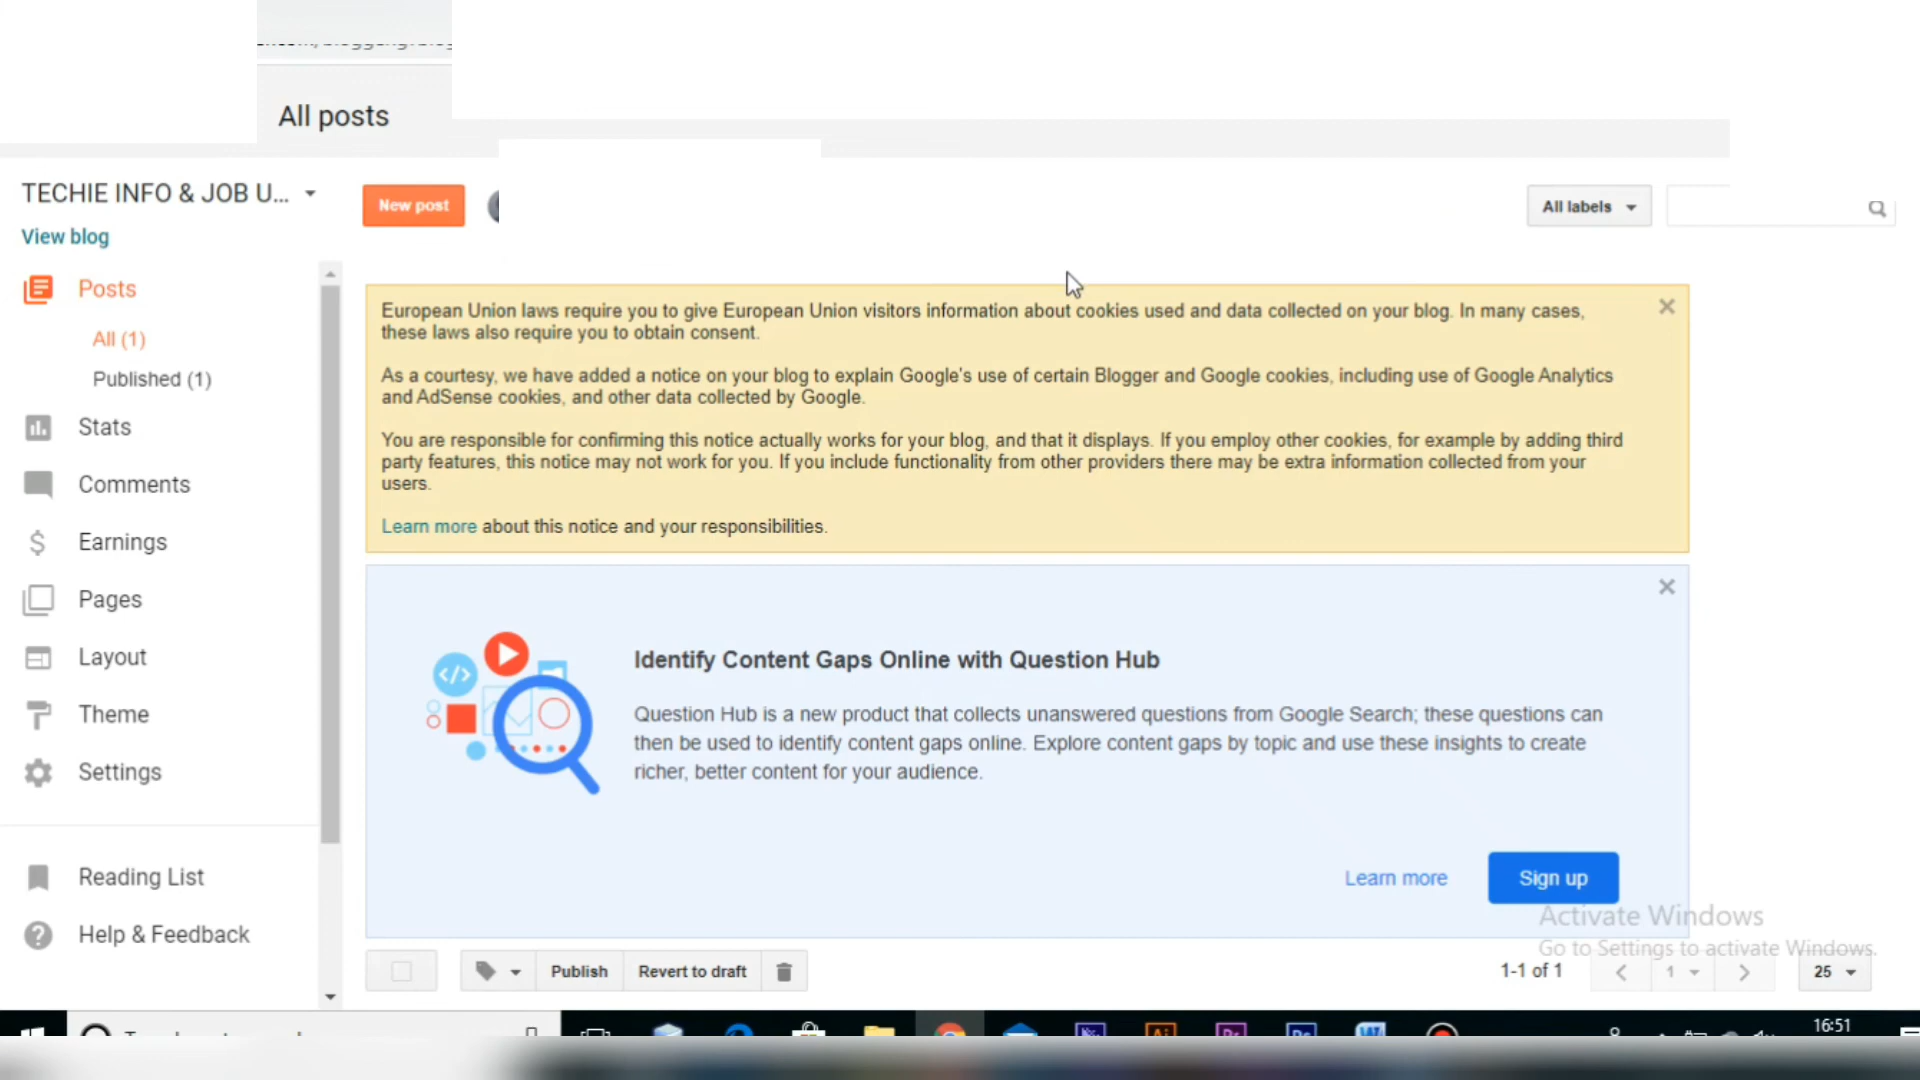 All posts
TECHIE INFO & JOB U...
View blog
New post
All labels
Posts
All (1)
Published (1)
Stats
Comments
Earnings
Pages
Layout
Theme
Settings
Reading List
Help & Feedback
European Union laws require you to give European Union visitors information about cookies used and data collected on your blog. In many cases,
these laws also require you to obtain consent.
As a courtesy, we have added a notice on your blog to explain Google's use of certain Blogger and Google cookies, including use of Google Analytics
and AdSense cookies, and other data collected by Google.
You are responsible for confirming this notice actually works for your blog, and that it displays. If you employ other cookies, for example by adding third
party features, this notice may not work for you. If you include functionality from other providers there may be extra information collected from your
users.
Learn more about this notice and your responsibilities.
Identify Content Gaps Online with Question Hub
Question Hub is a new product that collects unanswered questions from Google Search; these questions can
then be used to identify content gaps online. Explore content gaps by topic and use these insights to create
richer, better content for your audience.
Learn more
Sign up
Activate Windows
Go to Settings to activate Windows.
Publish
Revert to draft
1-1 of 1
1
25
16:51